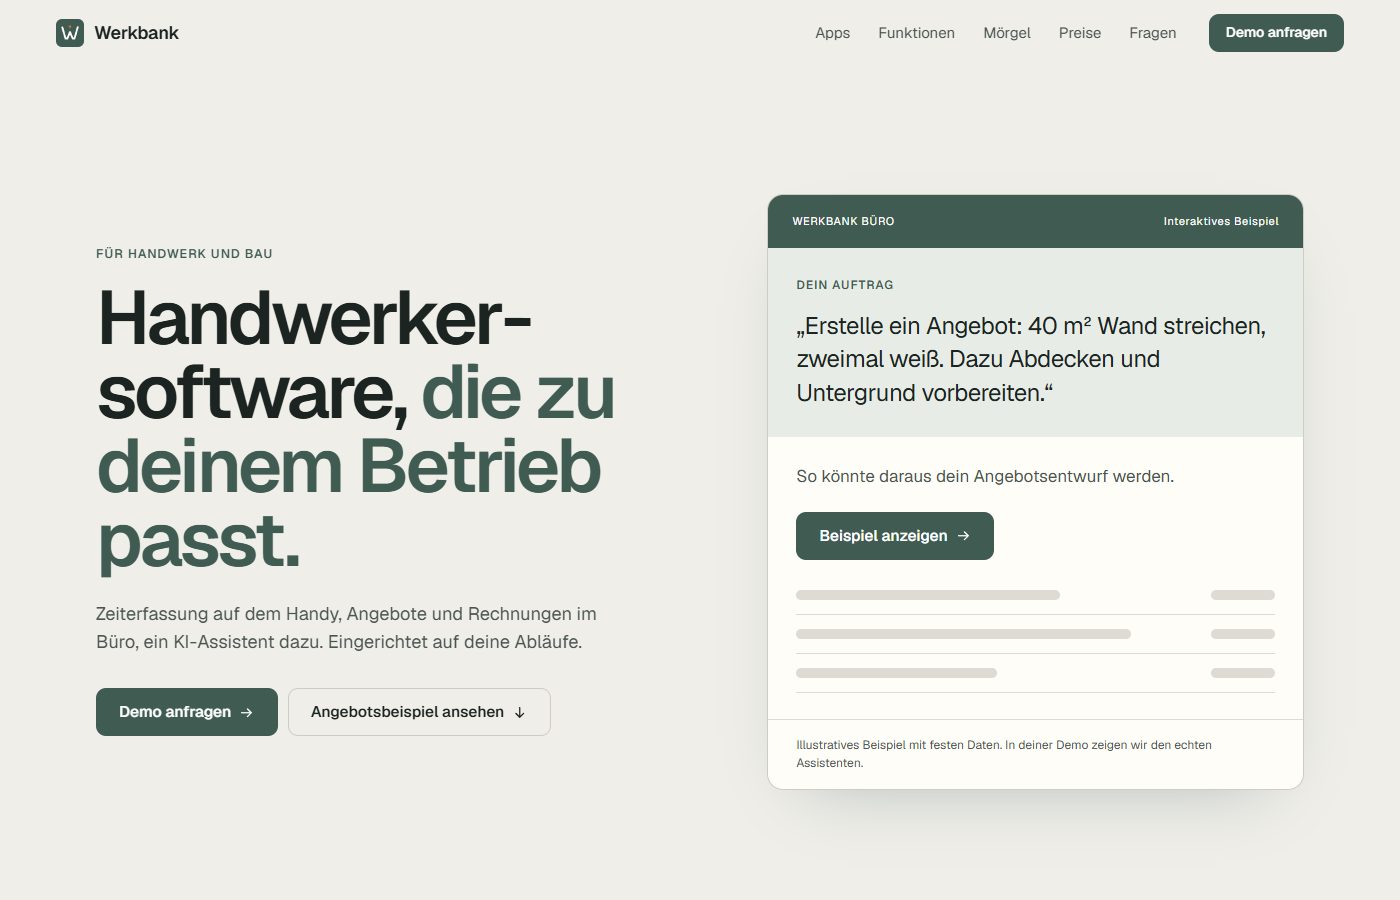 Werkbank
Apps
Funktionen
Mörgel
Preise
Fragen
Demo anfragen
FÜR HANDWERK UND BAU
Handwerker-
software, die zu
deinem Betrieb
passt.
Zeiterfassung auf dem Handy, Angebote und Rechnungen im
Büro, ein KI-Assistent dazu. Eingerichtet auf deine Abläufe.
Demo anfragen →
Angebotsbeispiel ansehen ↓
WERKBANK BÜRO
Interaktives Beispiel
DEIN AUFTRAG
„Erstelle ein Angebot: 40 m² Wand streichen,
zweimal weiß. Dazu Abdecken und
Untergrund vorbereiten.“
So könnte daraus dein Angebotsentwurf werden.
Beispiel anzeigen →
Illustratives Beispiel mit festen Daten. In deiner Demo zeigen wir den echten
Assistenten.